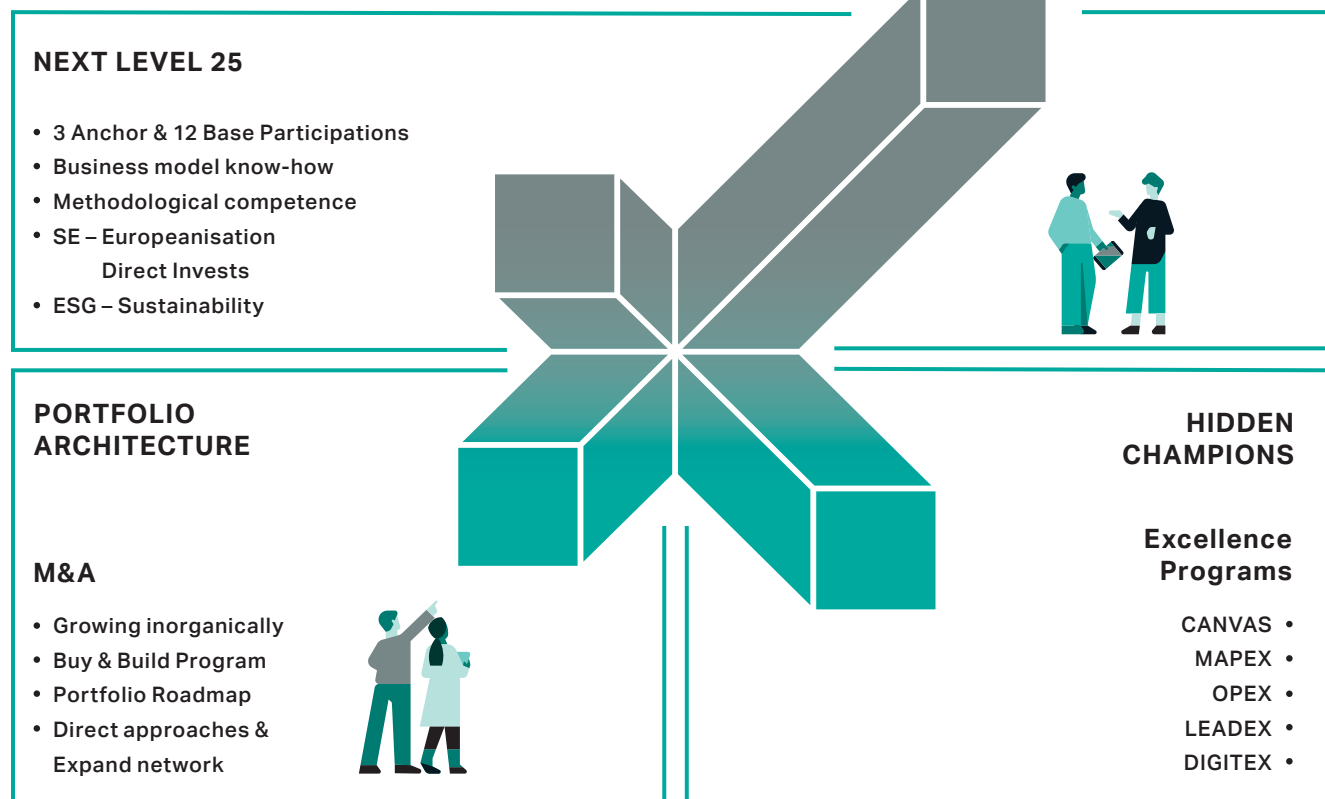 NEXT LEVEL 25
• 3 Anchor & 12 Base Participations
• Business model know-how
• Methodological competence
• SE – Europeanisation
Direct Invests
• ESG – Sustainability
PORTFOLIO
ARCHITECTURE
M&A
• Growing inorganically
• Buy & Build Program
• Portfolio Roadmap
• Direct approaches &
Expand network
HIDDEN
CHAMPIONS
Excellence
Programs
CANVAS •
MAPEX •
OPEX •
LEADEX •
DIGITEX •